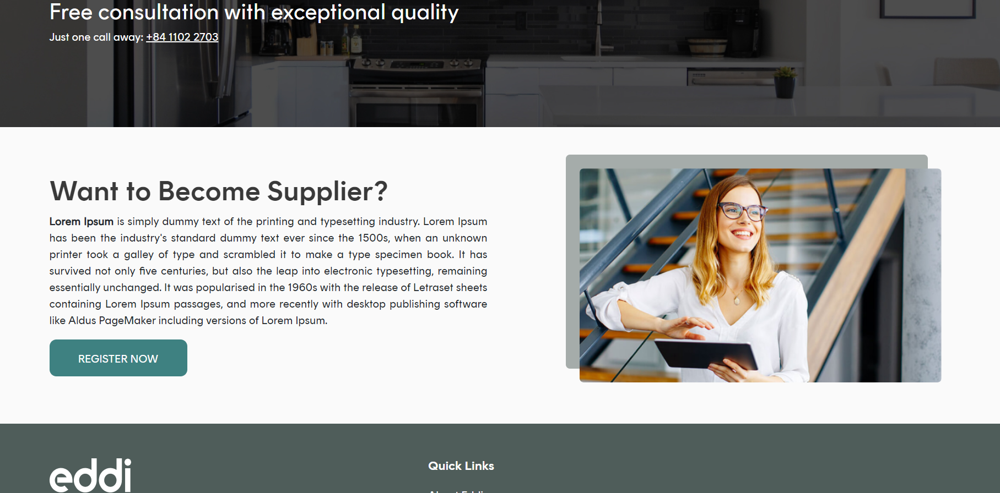 Free consultation with exceptional quality
Just one call away: +84 1102 2703
Want to Become Supplier?
Lorem Ipsum is simply dummy text of the printing and typesetting industry. Lorem Ipsum
has been the industry's standard dummy text ever since the 1500s, when an unknown
printer took a galley of type and scrambled it to make a type specimen book. It has
survived not only five centuries, but also the leap into electronic typesetting, remaining
essentially unchanged. It was popularised in the 1960s with the release of Letraset sheets
containing Lorem Ipsum passages, and more recently with desktop publishing software
like Aldus PageMaker including versions of Lorem Ipsum.
REGISTER NOW
eddi
Quick Links
About Eddi